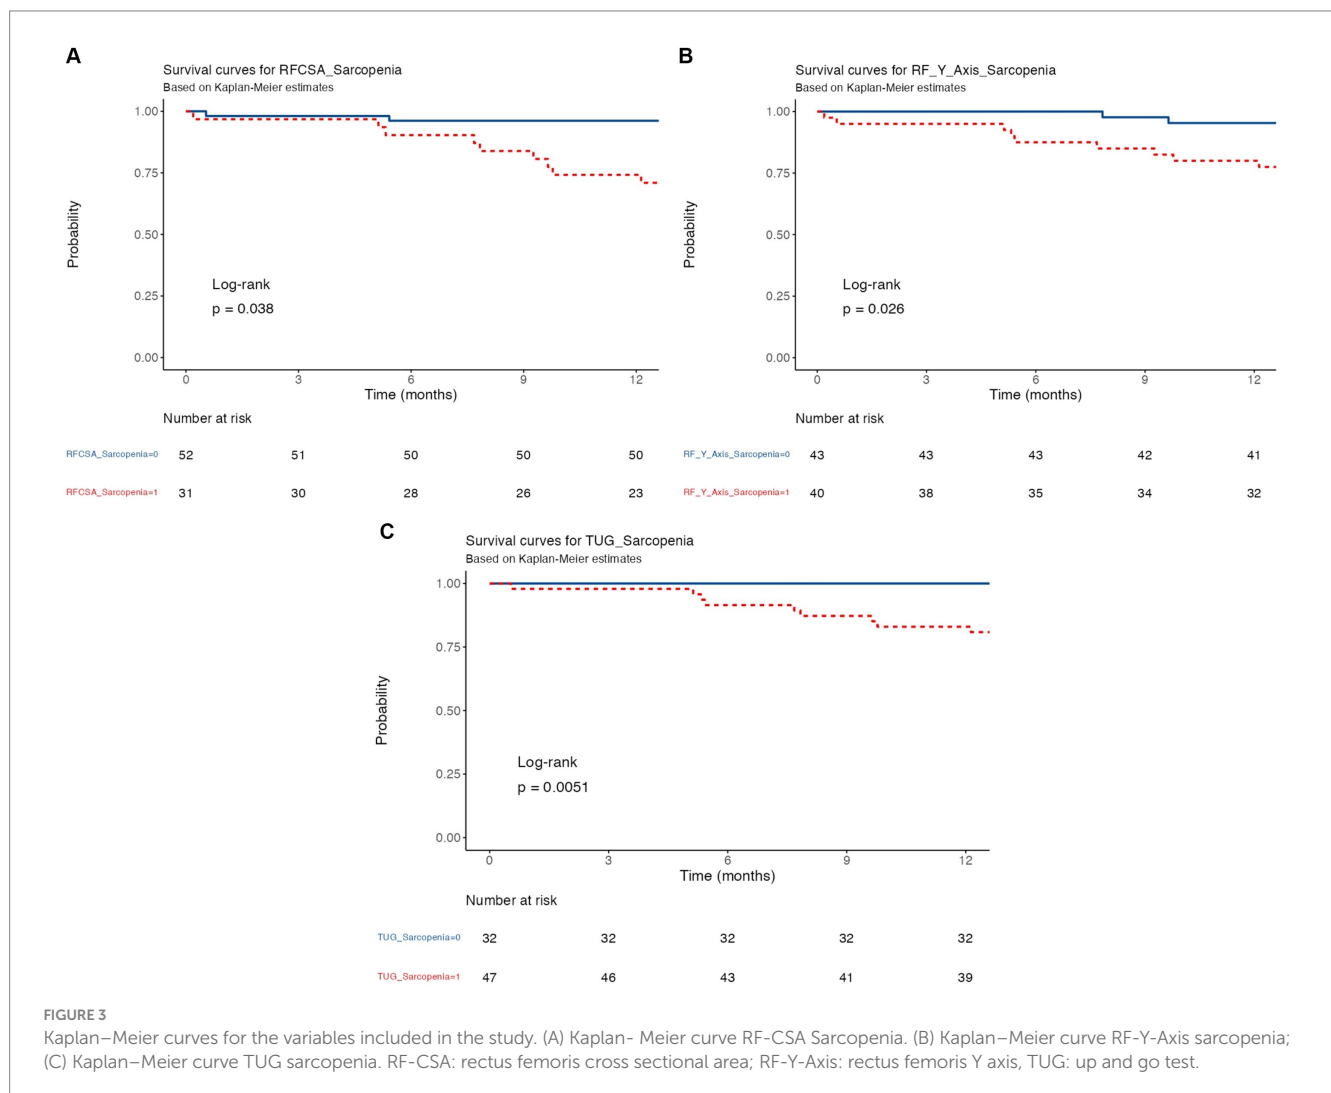 A
Survival curves for RFCSA_Sarcopenia
Based on Kaplan-Meier estimates
1.00
0.75
0.50
0.25
0.00
Probability
Log-rank
p = 0.038
0 3 6 9 12
Time (months)
Number at risk
RFCSA_Sarcopenia=0 52 51 50 50 50
RFCSA_Sarcopenia=1 31 30 28 26 23
B
Survival curves for RF_Y_Axis_Sarcopenia
Based on Kaplan-Meier estimates
1.00
0.75
0.50
0.25
0.00
Probability
Log-rank
p = 0.026
0 3 6 9 12
Time (months)
Number at risk
RF_Y_Axis_Sarcopenia=0 43 43 43 42 41
RF_Y_Axis_Sarcopenia=1 40 38 35 34 32
C
Survival curves for TUG_Sarcopenia
Based on Kaplan-Meier estimates
1.00
0.75
0.50
0.25
0.00
Probability
Log-rank
p = 0.0051
0 3 6 9 12
Time (months)
Number at risk
TUG_Sarcopenia=0 32 32 32 32 32
TUG_Sarcopenia=1 47 46 43 41 39
FIGURE 3
Kaplan–Meier curves for the variables included in the study. (A) Kaplan- Meier curve RF-CSA Sarcopenia. (B) Kaplan–Meier curve RF-Y-Axis sarcopenia;
(C) Kaplan–Meier curve TUG sarcopenia. RF-CSA: rectus femoris cross sectional area; RF-Y-Axis: rectus femoris Y axis, TUG: up and go test.